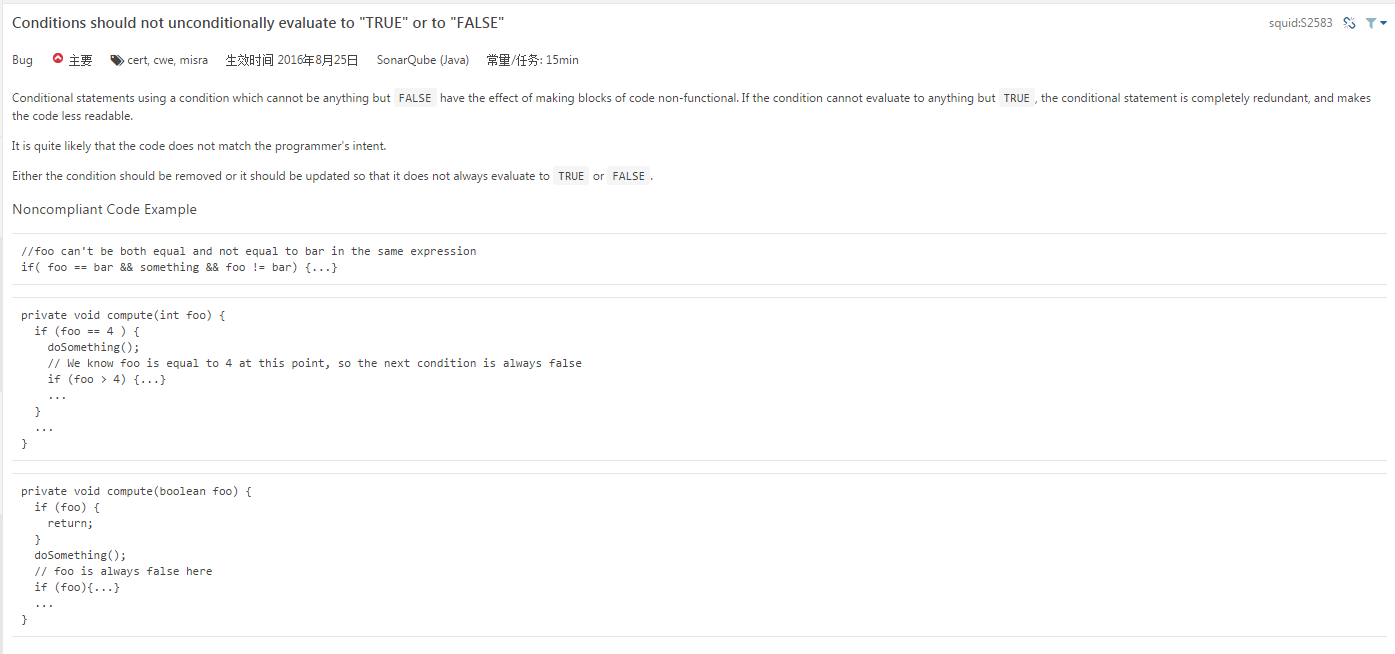 Conditions should not unconditionally evaluate to "TRUE" or to "FALSE"
squid:S2583
Bug 主要 cert, cwe, misra 生效时间 2016年8月25日 SonarQube (Java) 常量/任务: 15min
Conditional statements using a condition which cannot be anything but FALSE have the effect of making blocks of code non-functional. If the condition cannot evaluate to anything but TRUE , the conditional statement is completely redundant, and makes
the code less readable.
It is quite likely that the code does not match the programmer's intent.
Either the condition should be removed or it should be updated so that it does not always evaluate to TRUE or FALSE .
Noncompliant Code Example
//foo can't be both equal and not equal to bar in the same expression
if( foo == bar && something && foo != bar) {...}
private void compute(int foo) {
if (foo == 4 ) {
doSomething();
// We know foo is equal to 4 at this point, so the next condition is always false
if (foo > 4) {...}
...
}
...
}
private void compute(boolean foo) {
if (foo) {
return;
}
doSomething();
// foo is always false here
if (foo){...}
...
}